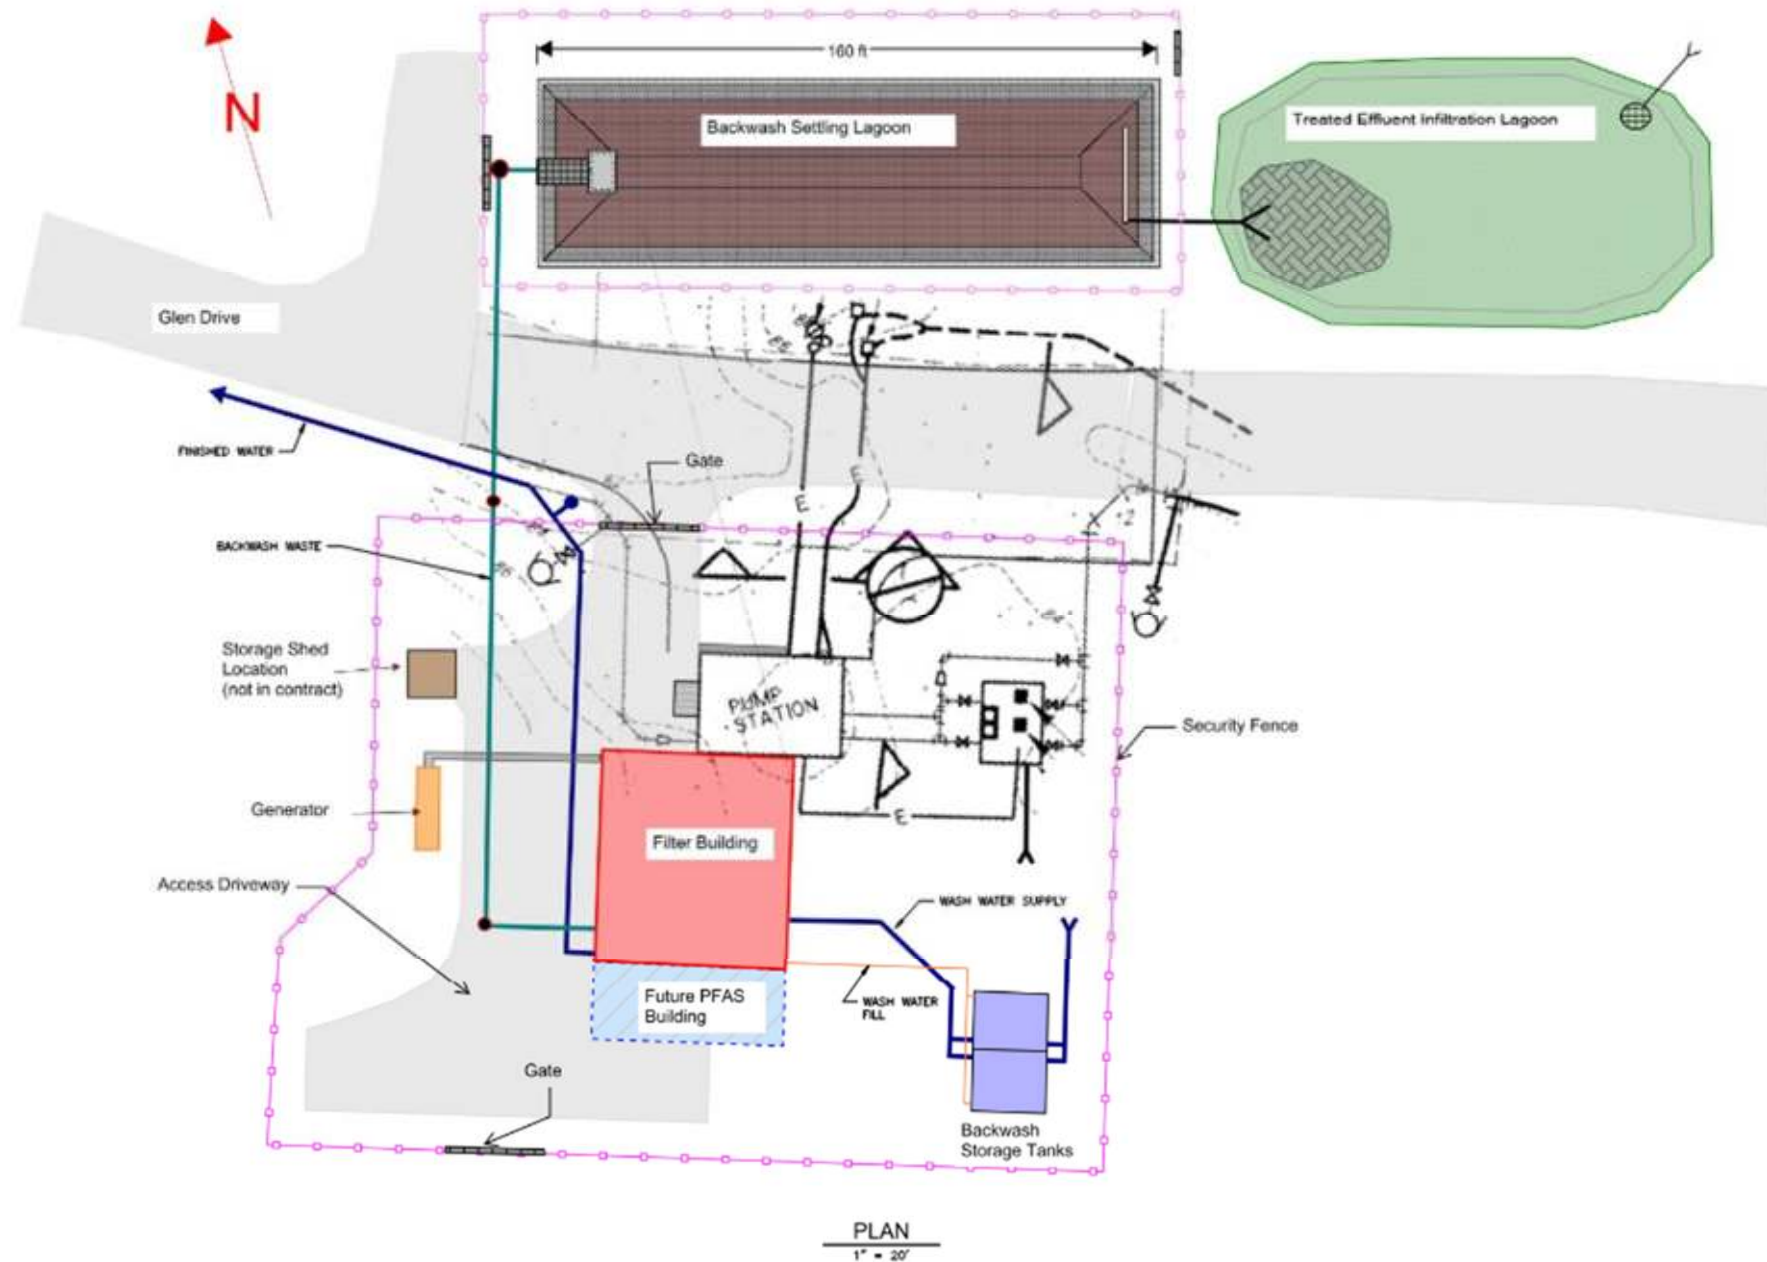 N
160 ft
Backwash Settling Lagoon
Treated Effluent Infiltration Lagoon
Glen Drive
FINISHED WATER
Gate
E
E
BACKWASH WASTE
Storage Shed
Location
(not in contract)
PUMP
STATION
Security Fence
Generator
E
Filter Building
Access Driveway
WASH WATER SUPPLY
Future PFAS
Building
WASH WATER
FILL
Gate
Backwash
Storage Tanks
PLAN
1" = 20'